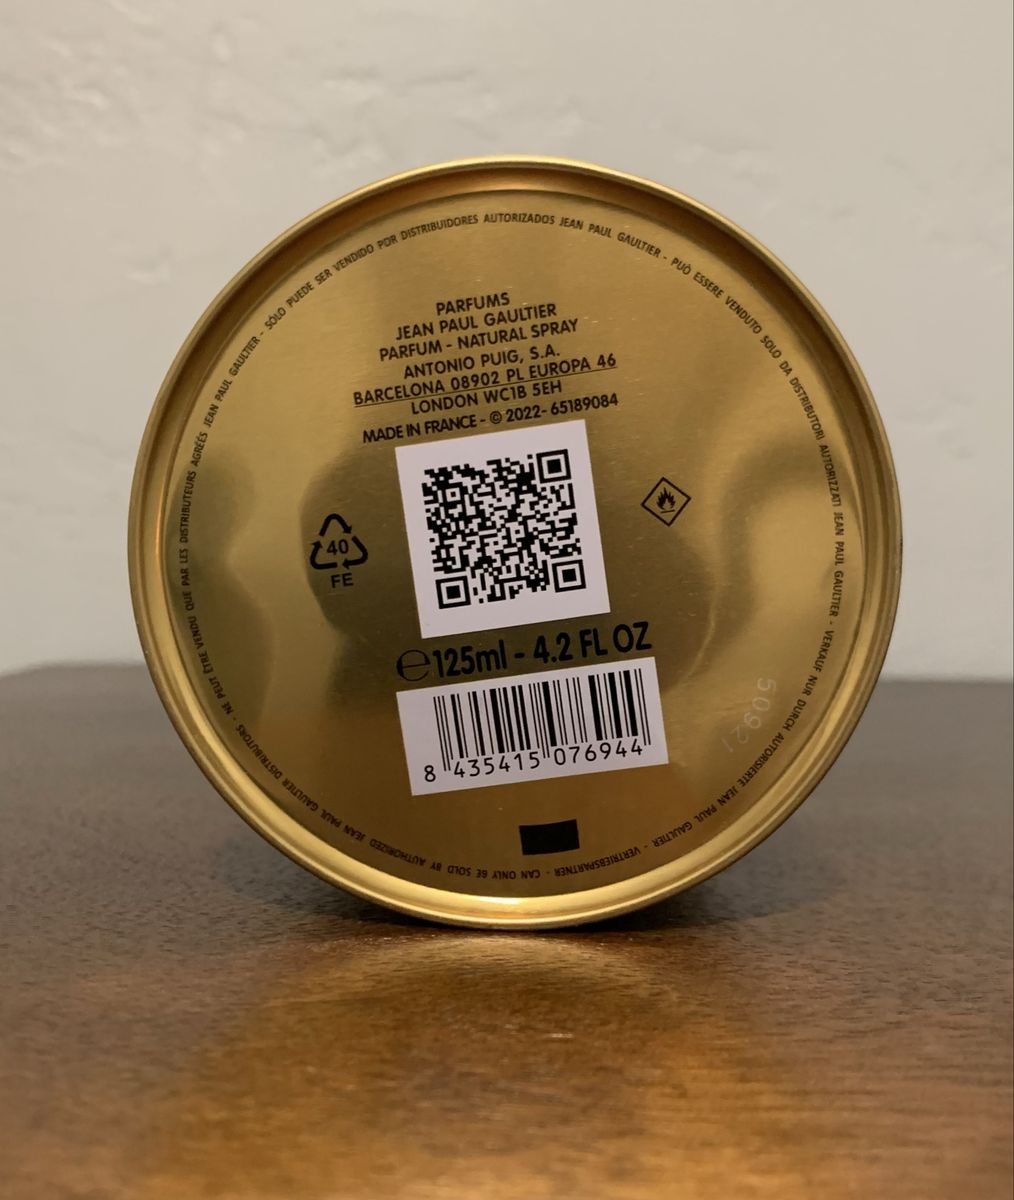 PARFUMS
JEAN PAUL GAULTIER
PARFUM - NATURAL SPRAY
ANTONIO PUIG, S.A.
BARCELONA 08902 PL EUROPA 46
LONDON WC1B 5EH
MADE IN FRANCE - © 2022- 65189084
40
FE
℮125ml - 4.2 FL OZ
8 435415 076944
50921
NE PEUT ÊTRE VENDU QUE PAR LES DISTRIBUTEURS AGRÉÉS JEAN PAUL GAULTIER - SÓLO PUEDE SER VENDIDO POR DISTRIBUIDORES AUTORIZADOS JEAN PAUL GAULTIER - PUÒ ESSERE VENDUTO SOLO DA DISTRIBUTORI AUTORIZZATI JEAN PAUL GAULTIER - VERKAUF NUR DURCH AUTORISIERTE JEAN PAUL GAULTIER - VERTRIEBSPARTNER - CAN ONLY BE SOLD BY AUTHORIZED JEAN PAUL GAULTIER DISTRIBUTORS -